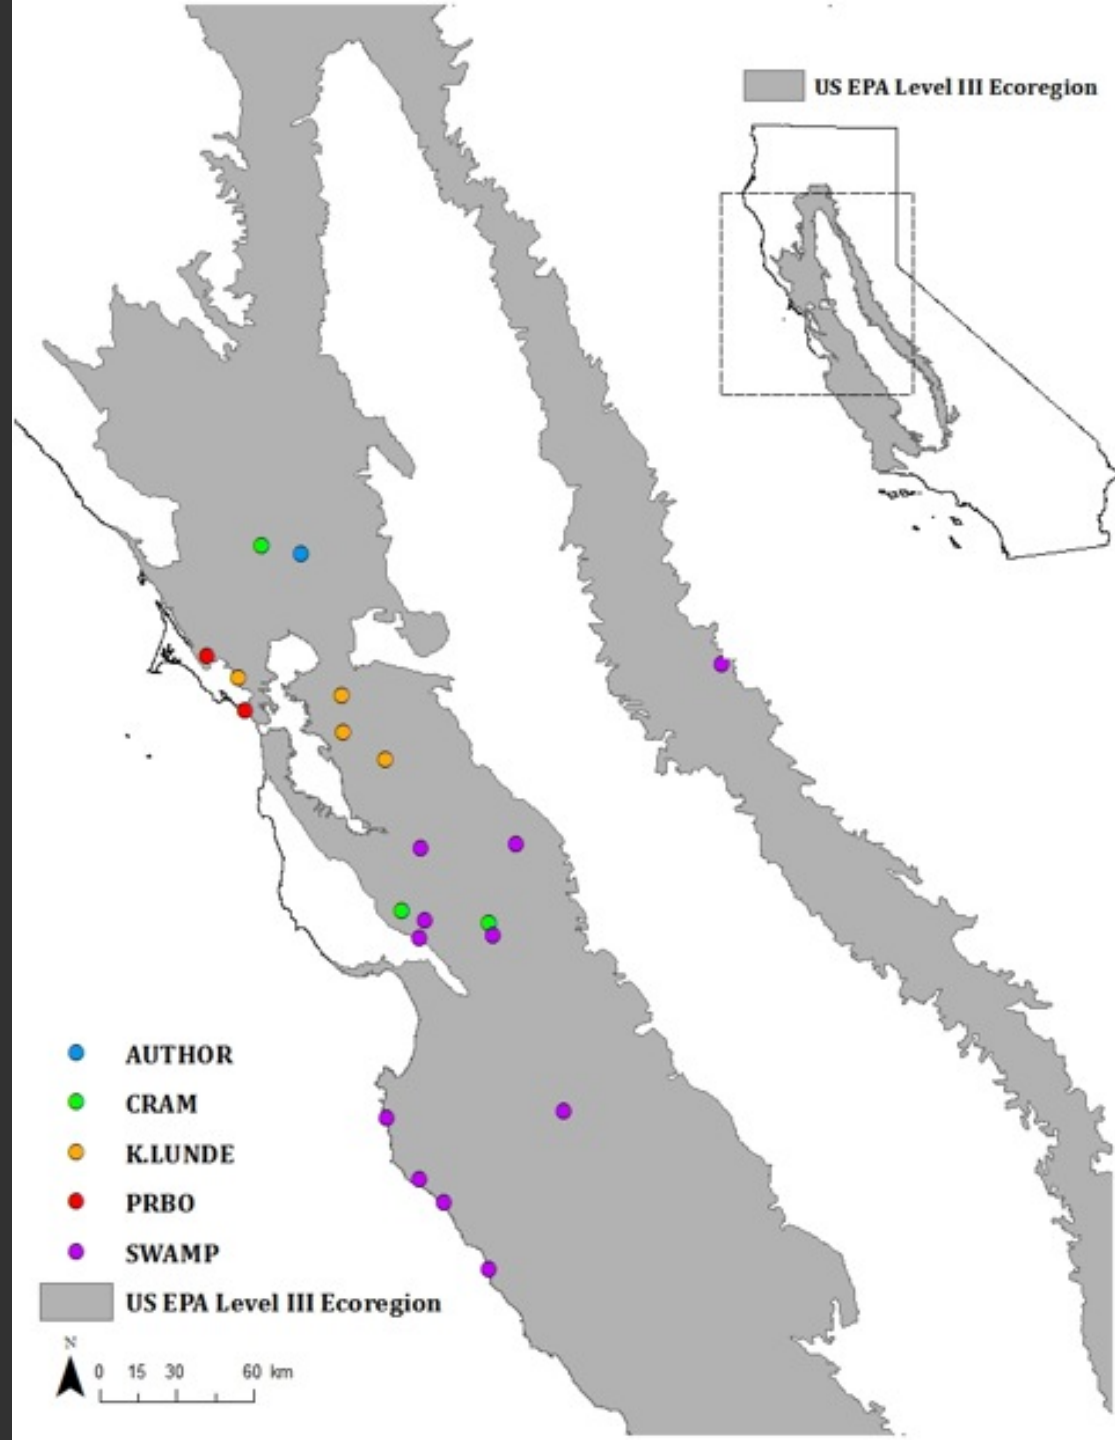 US EPA Level III Ecoregion
AUTHOR
CRAM
K.LUNDE
PRBO
SWAMP
US EPA Level III Ecoregion
N
0 15 30 60 km